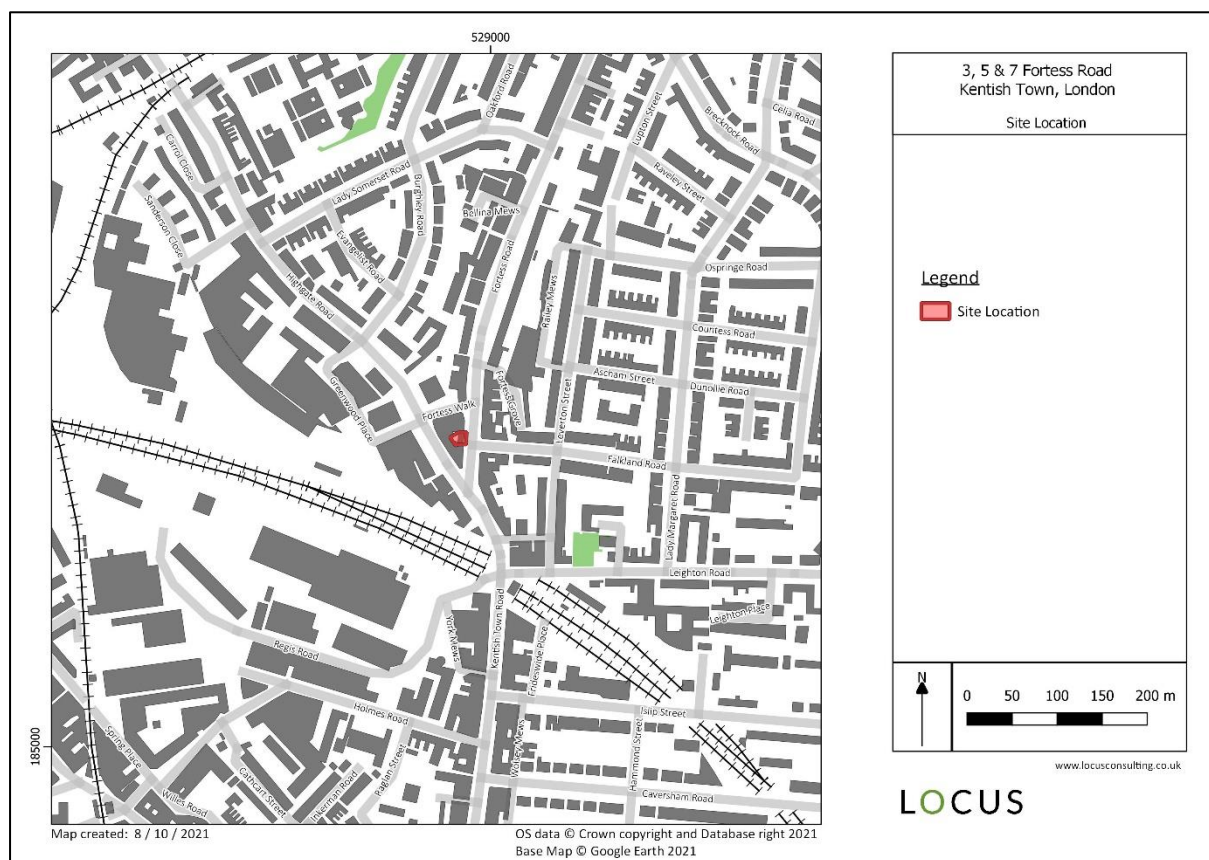 529000
185000
Oakford Road
Lupton Street
Celia Road
Brecknock Road
Carrol Close
Lady Somerset Road
Burghley Road
Raveley Street
Sanderson Close
Bellina Mews
Evangelist Road
Fortess Road
Ospringe Road
Highgate Road
Railey Mews
Countess Road
Ascham Street
Dunollie Road
Greenwood Place
Fortess Walk
Fortess Grove
Leverton Street
Falkland Road
Lady Margaret Road
Leighton Road
Leighton Place
York Mews
Kentish Town Road
Frideswide Place
Regis Road
Islip Street
Holmes Road
Hammond Street
Wolsey Mews
Spring Place
Raglan Street
Cathcart Street
Inkerman Road
Willes Road
Caversham Road
Map created: 8 / 10 / 2021
OS data © Crown copyright and Database right 2021
Base Map © Google Earth 2021
3, 5 & 7 Fortess Road
Kentish Town, London
Site Location
Legend
Site Location
N
0 50 100 150 200 m
www.locusconsulting.co.uk
LOCUS